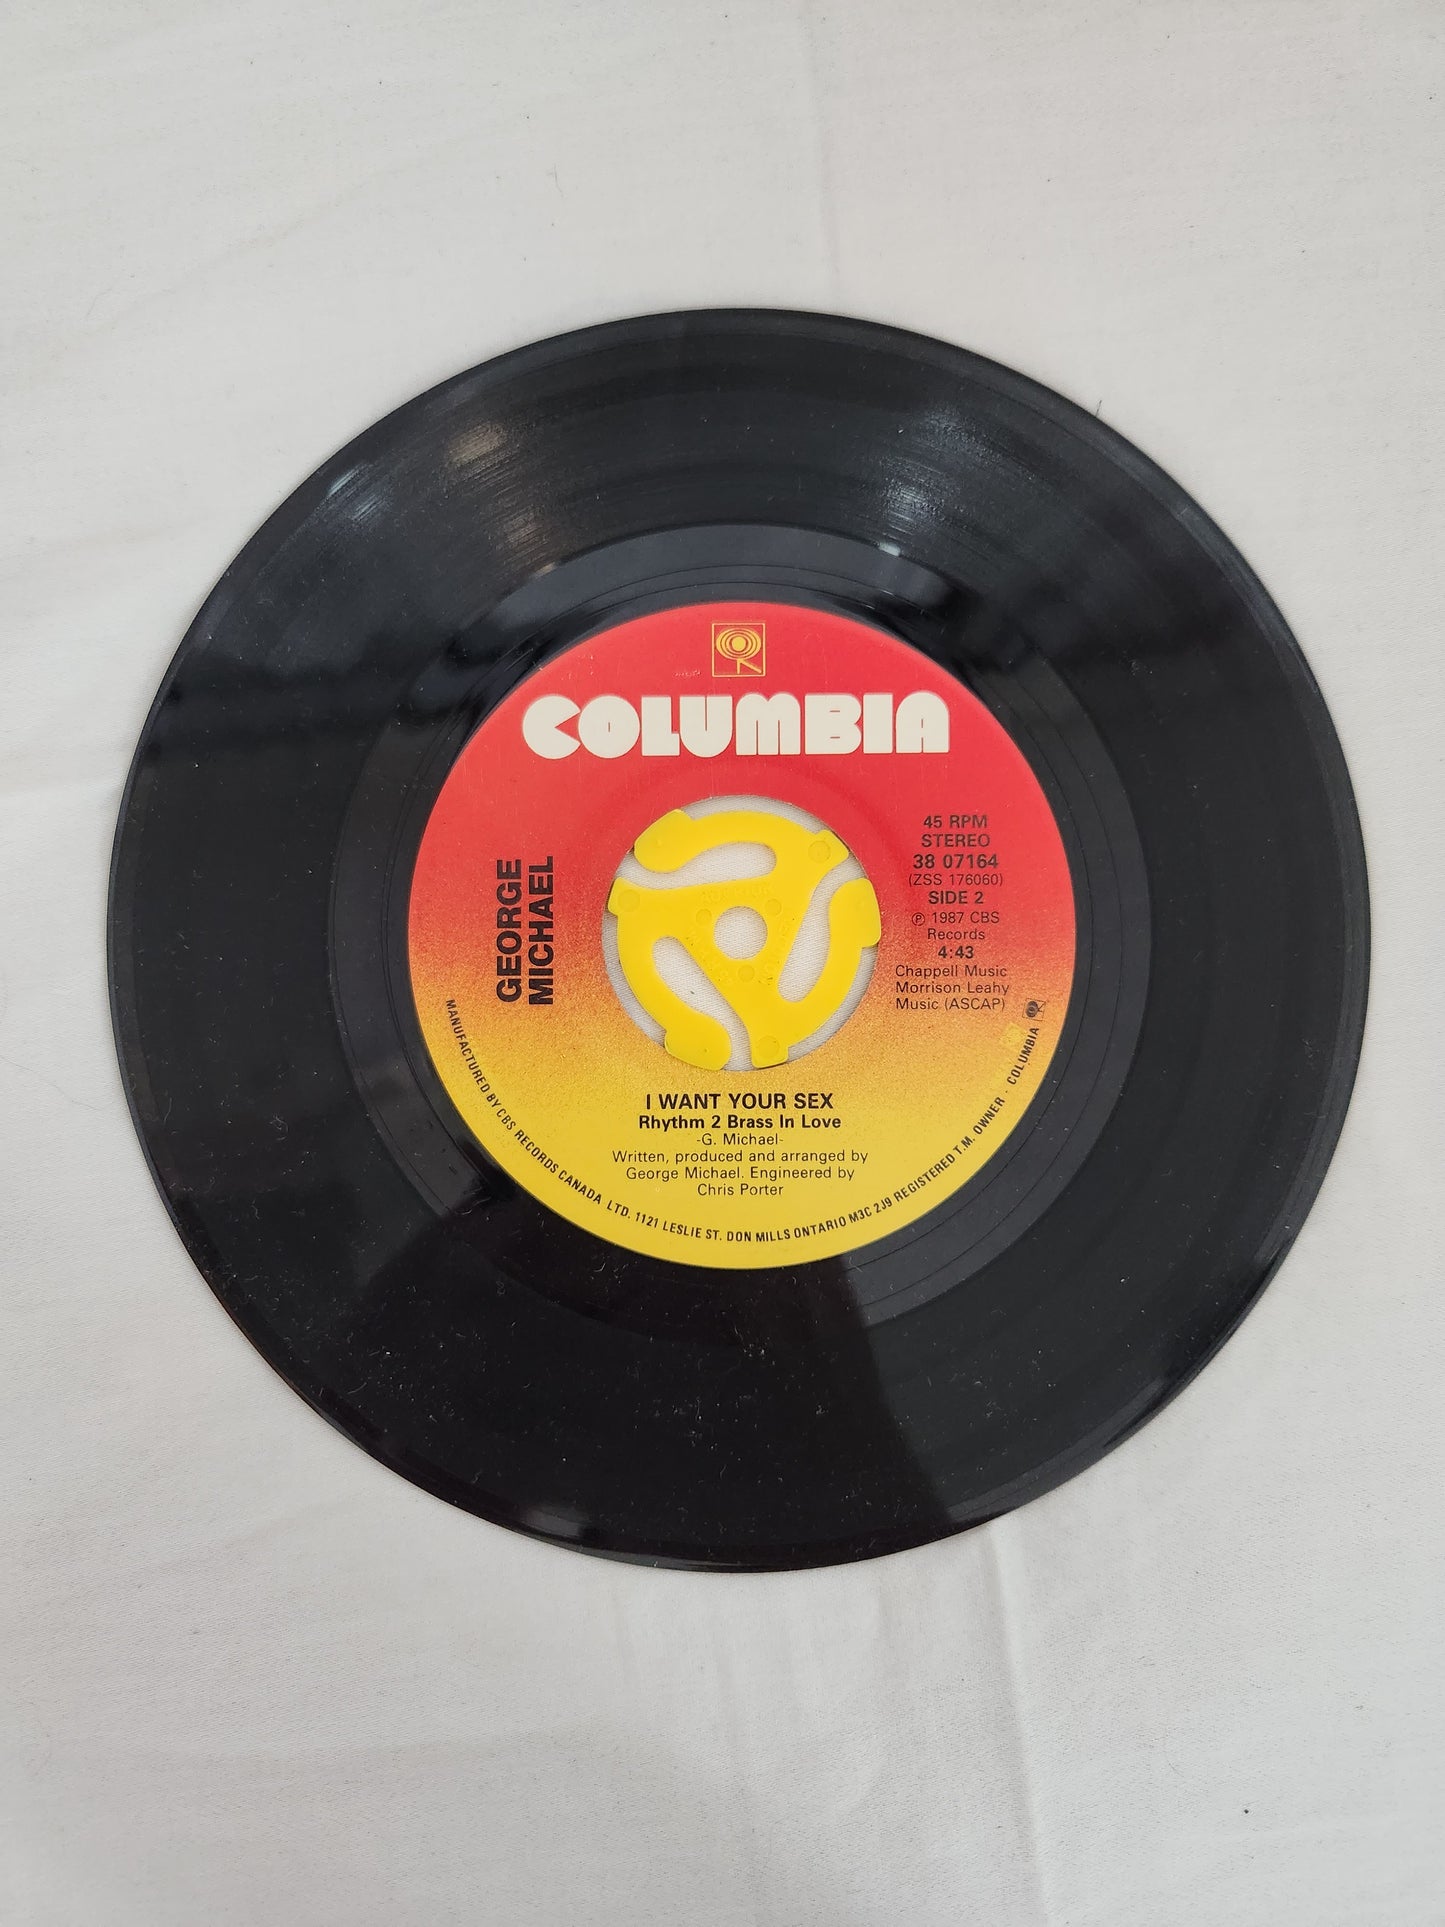 COLUMBIA
GEORGE
MICHAEL
45 RPM
STEREO
38 07164
(ZSS 176060)
SIDE 2
℗ 1987 CBS
Records
4:43
Chappell Music
Morrison Leahy
Music (ASCAP)
I WANT YOUR SEX
Rhythm 2 Brass In Love
-G. Michael-
Written, produced and arranged by
George Michael. Engineered by
Chris Porter
MANUFACTURED BY CBS RECORDS CANADA LTD. 1121 LESLIE ST. DON MILLS ONTARIO M3C 2J9 REGISTERED T.M. OWNER · COLUMBIA